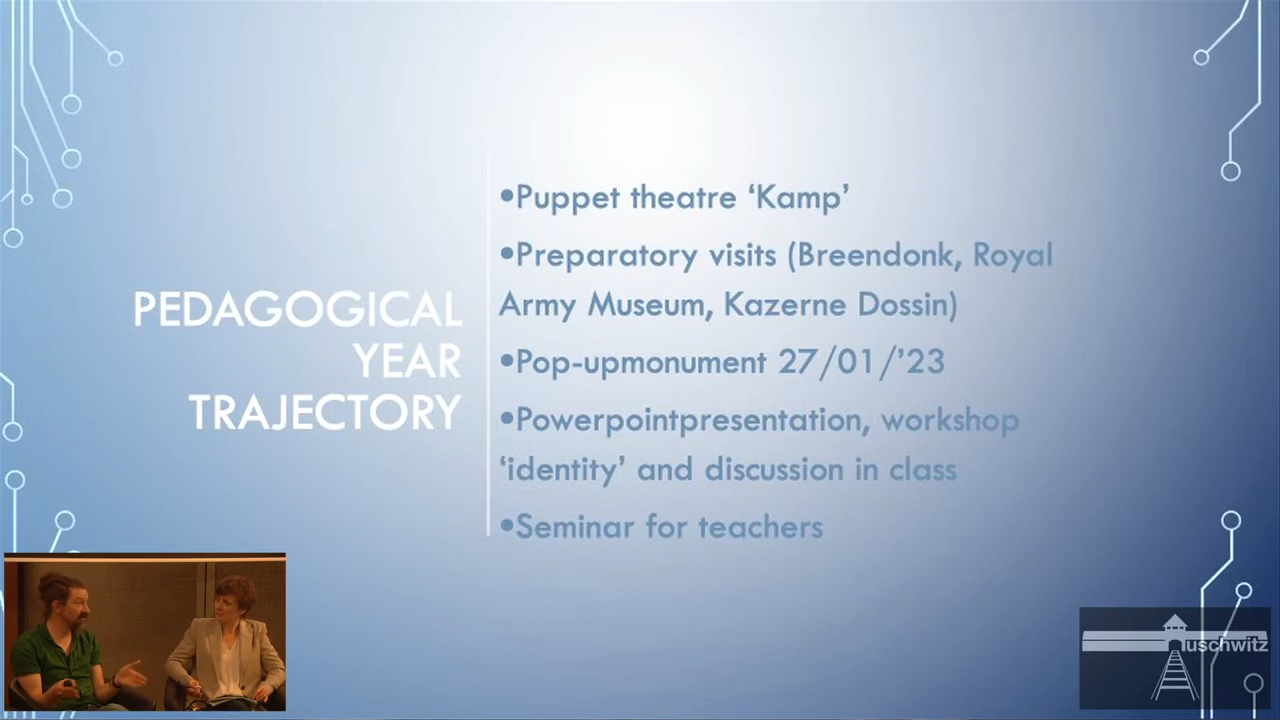 PEDAGOGICAL
YEAR
TRAJECTORY
•Puppet theatre ‘Kamp’
•Preparatory visits (Breendonk, Royal
Army Museum, Kazerne Dossin)
•Pop-upmonument 27/01/’23
•Powerpointpresentation, workshop
‘identity’ and discussion in class
•Seminar for teachers
uschwitz